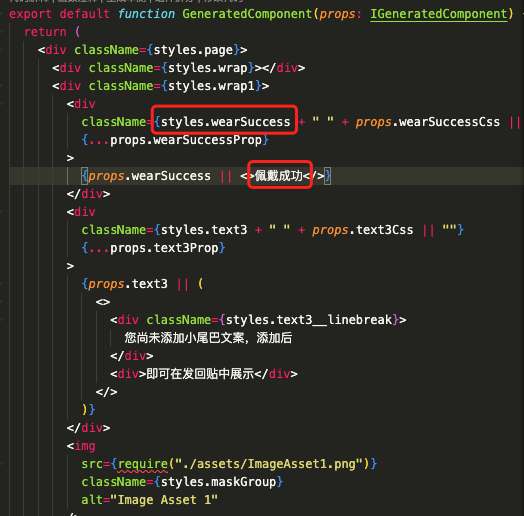 export default function GeneratedComponent(props: IGeneratedComponent)
return (
<div className={styles.page}>
<div className={styles.wrap}></div>
<div className={styles.wrap1}>
<div
className={styles.wearSuccess + " " + props.wearSuccessCss ||
{...props.wearSuccessProp}
>
{props.wearSuccess || <>佩戴成功</>}
</div>
<div
className={styles.text3 + " " + props.text3Css || ""}
{...props.text3Prop}
>
{props.text3 || (
<>
<div className={styles.text3__linebreak}>
您尚未添加小尾巴文案，添加后
</div>
<div>即可在发回贴中展示</div>
</>
)}
</div>
<img
src={require("./assets/ImageAsset1.png")}
className={styles.maskGroup}
alt="Image Asset 1"